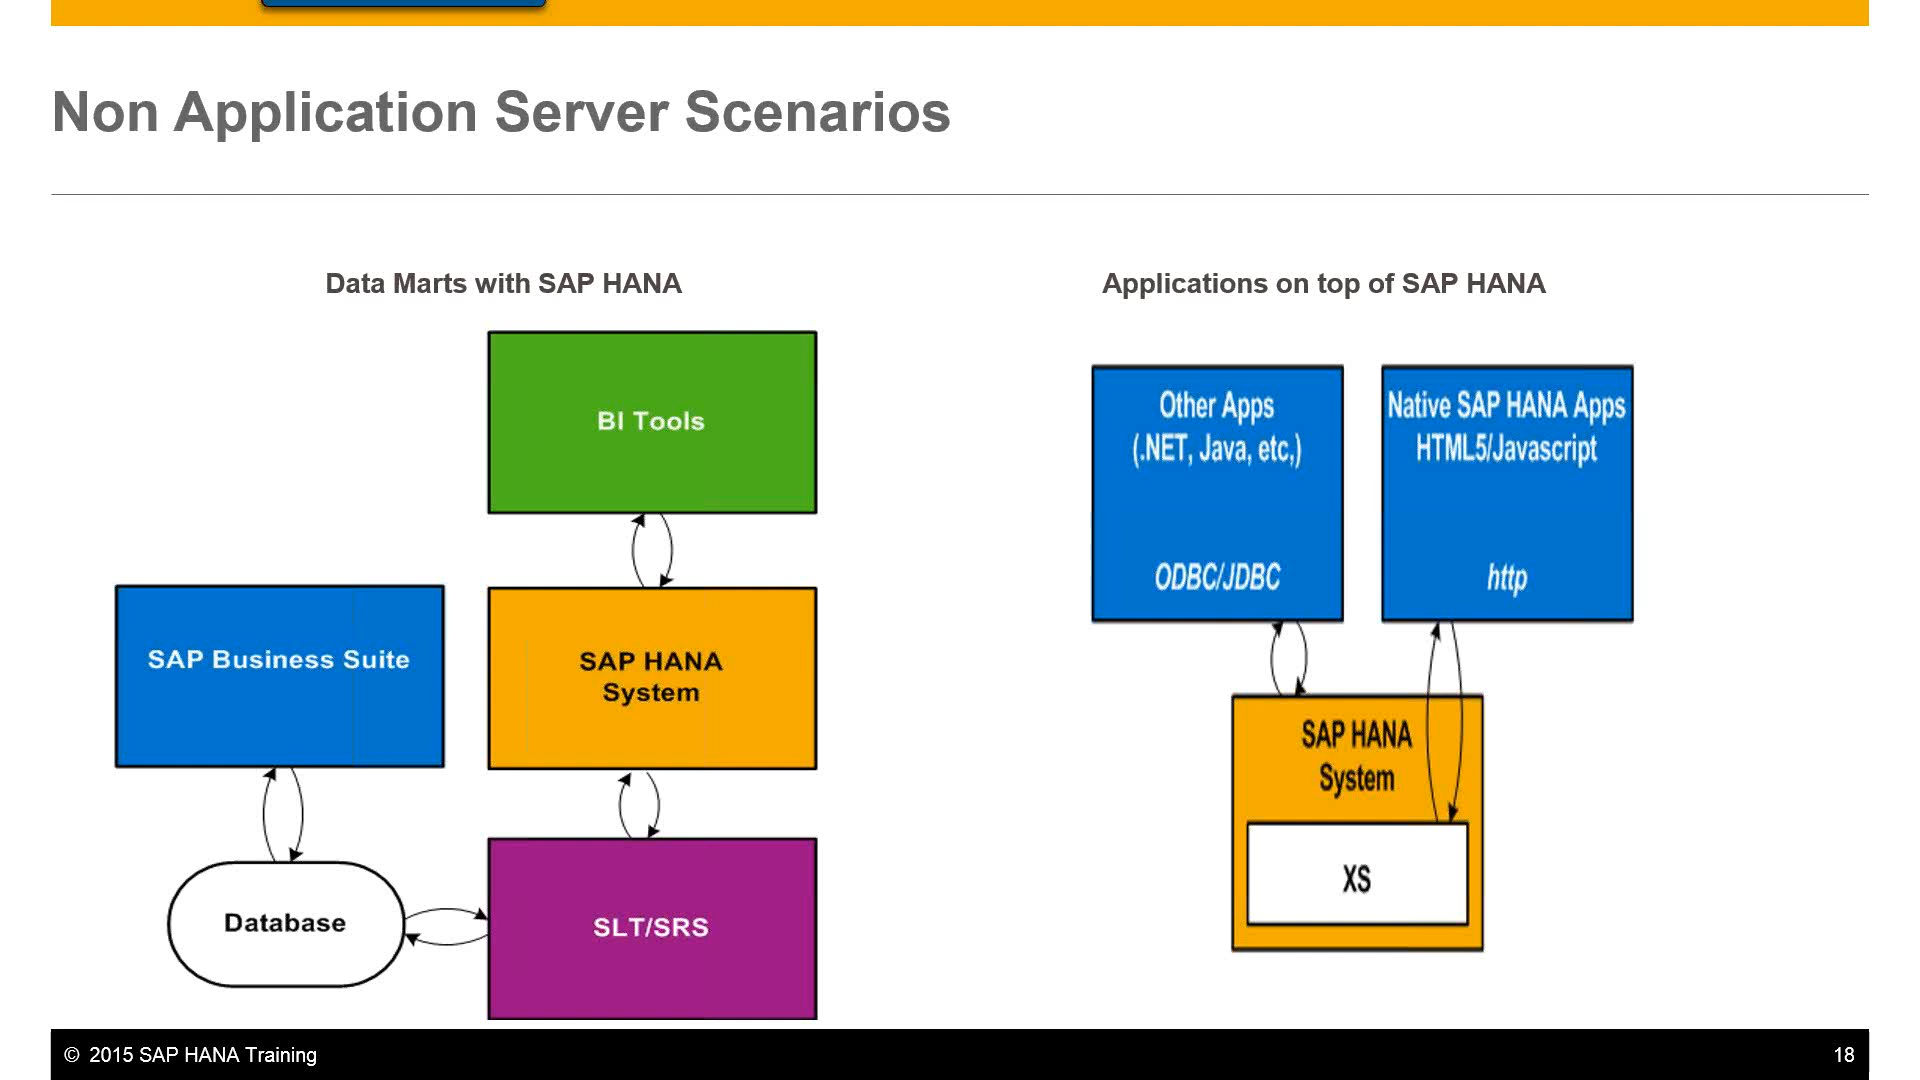 Non Application Server Scenarios
Data Marts with SAP HANA
BI Tools
SAP Business Suite
SAP HANA
System
Database
SLT/SRS
Applications on top of SAP HANA
Other Apps
(.NET, Java, etc,)
ODBC/JDBC
Native SAP HANA Apps
HTML5/Javascript
http
SAP HANA
System
XS
© 2015 SAP HANA Training
18